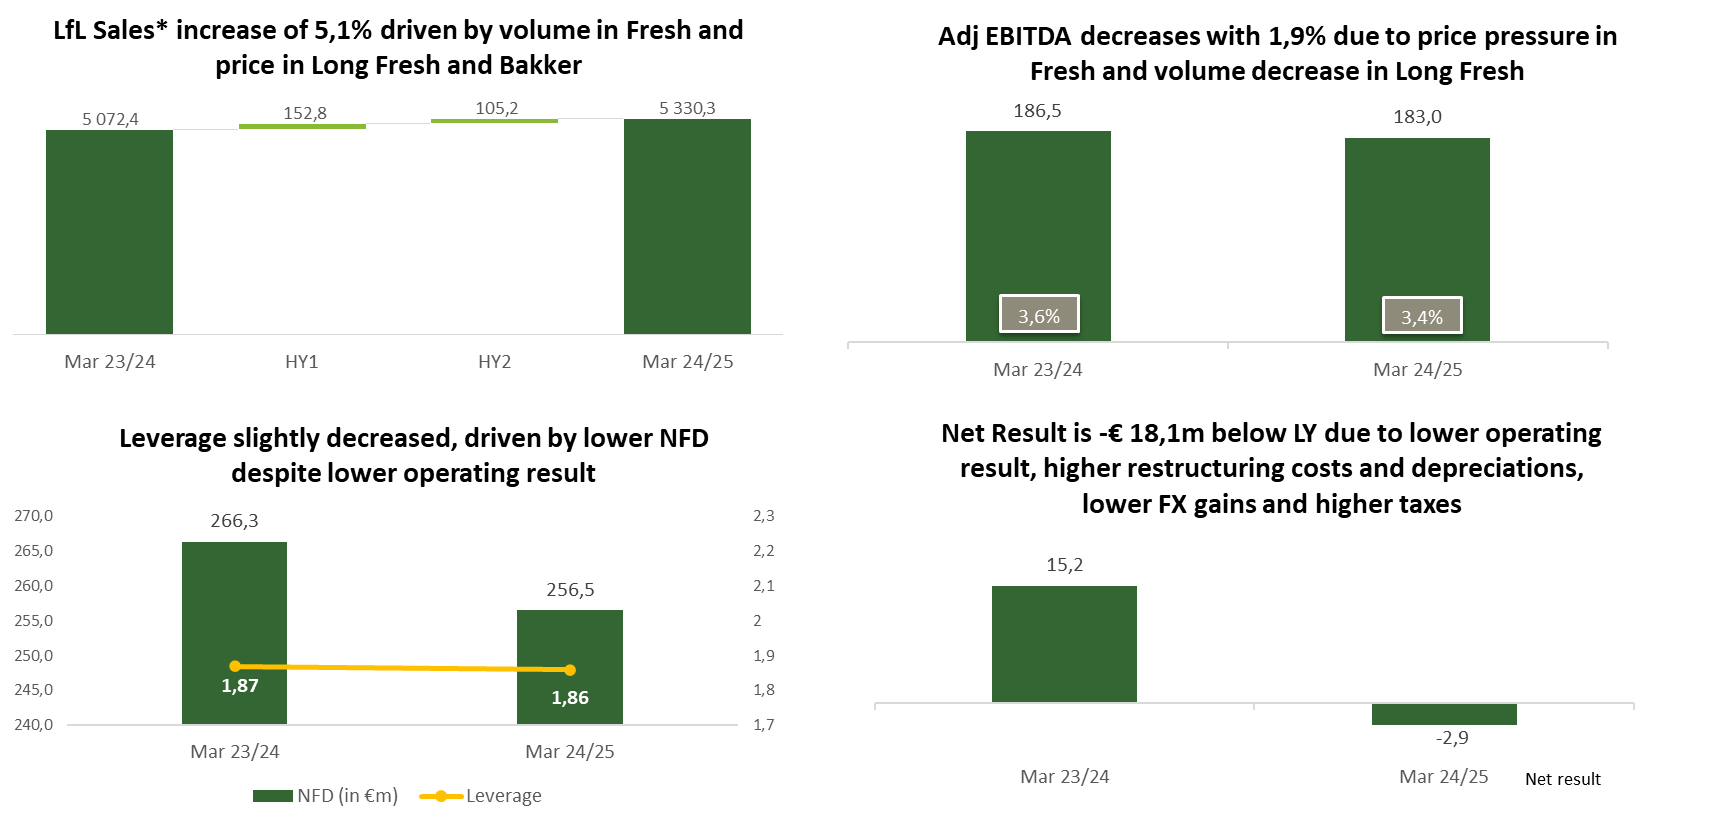 LfL Sales* increase of 5,1% driven by volume in Fresh and
price in Long Fresh and Bakker
5 072,4
152,8
105,2
5 330,3
Mar 23/24
HY1
HY2
Mar 24/25
Adj EBITDA decreases with 1,9% due to price pressure in
Fresh and volume decrease in Long Fresh
186,5
183,0
3,6%
3,4%
Mar 23/24
Mar 24/25
Leverage slightly decreased, driven by lower NFD
despite lower operating result
270,0
265,0
260,0
255,0
250,0
245,0
240,0
266,3
256,5
1,87
1,86
2,3
2,2
2,1
2
1,9
1,8
1,7
Mar 23/24
Mar 24/25
NFD (in €m)
Leverage
Net Result is -€ 18,1m below LY due to lower operating
result, higher restructuring costs and depreciations,
lower FX gains and higher taxes
15,2
-2,9
Mar 23/24
Mar 24/25
Net result